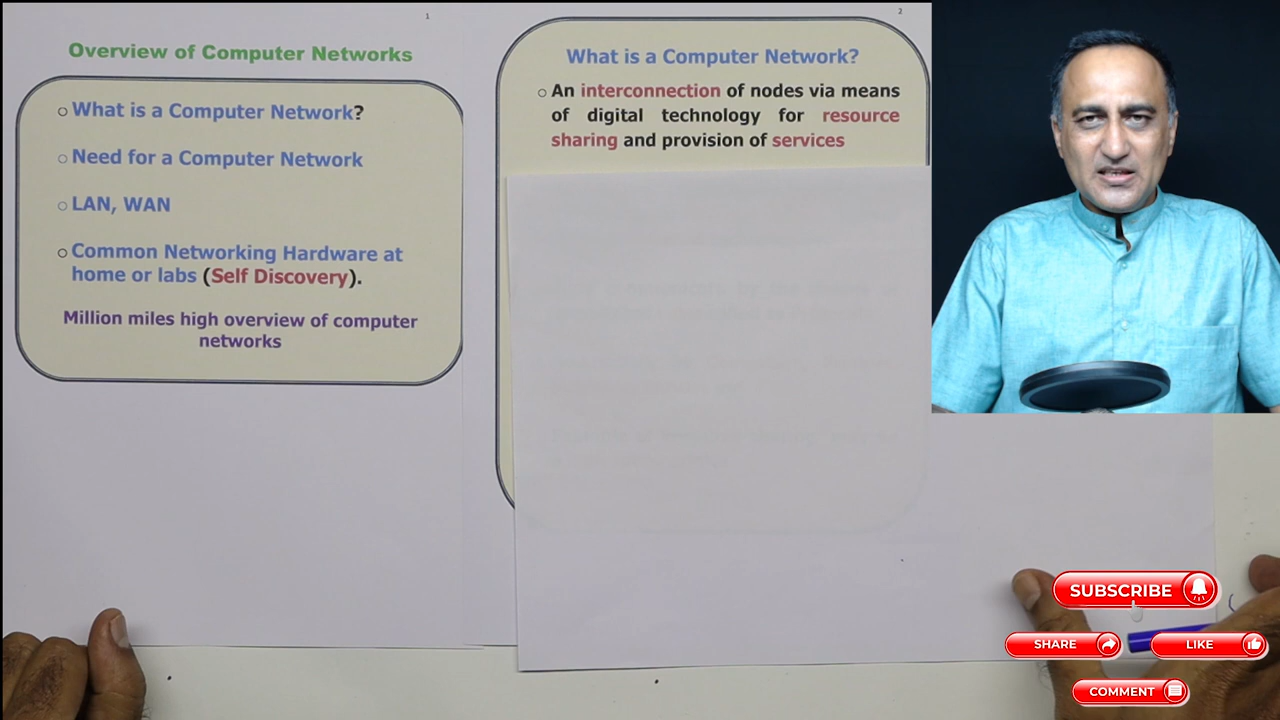 1
Overview of Computer Networks
What is a Computer Network?
Need for a Computer Network
LAN, WAN
Common Networking Hardware at
home or labs (Self Discovery).
Million miles high overview of computer
networks
2
What is a Computer Network?
An interconnection of nodes via means
of digital technology for resource
sharing and provision of services
SUBSCRIBE
SHARE
LIKE
COMMENT